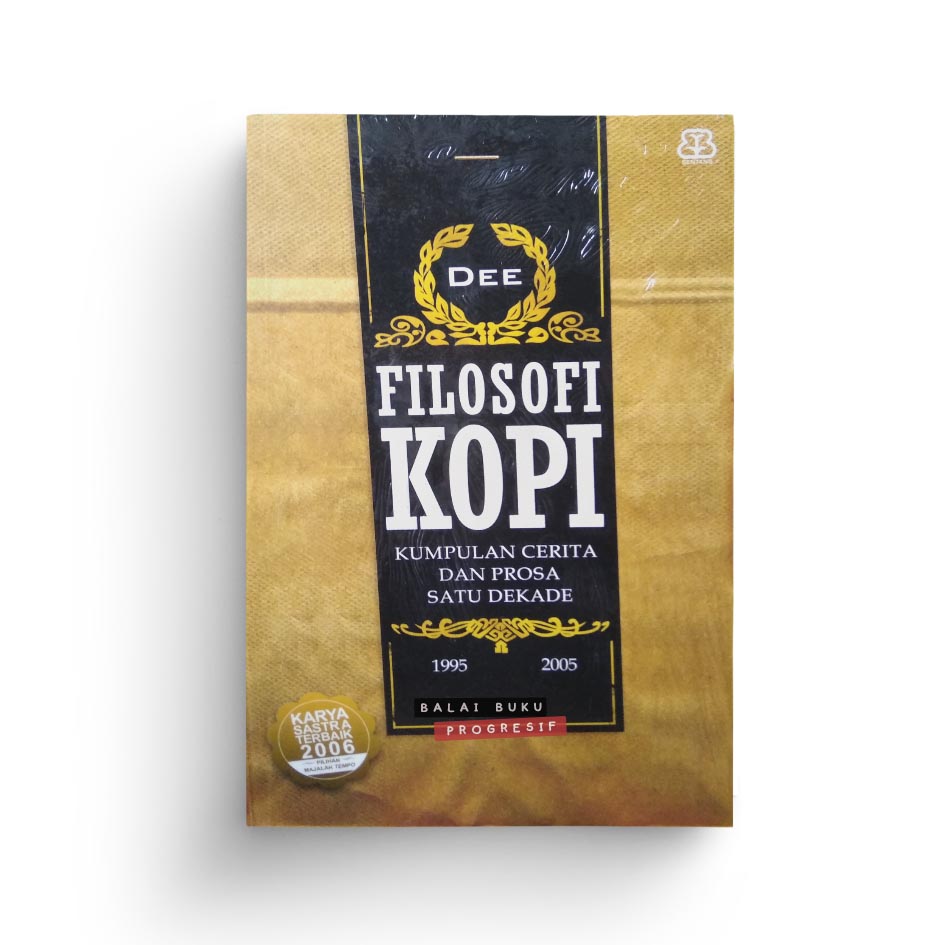 BENTANG
DEE
FILOSOFI
KOPI
KUMPULAN CERITA
DAN PROSA
SATU DEKADE
1995 2005
BALAI BUKU
PROGRESIF
KARYA
SASTRA
TERBAIK
2006
PILIHAN
MAJALAH TEMPO